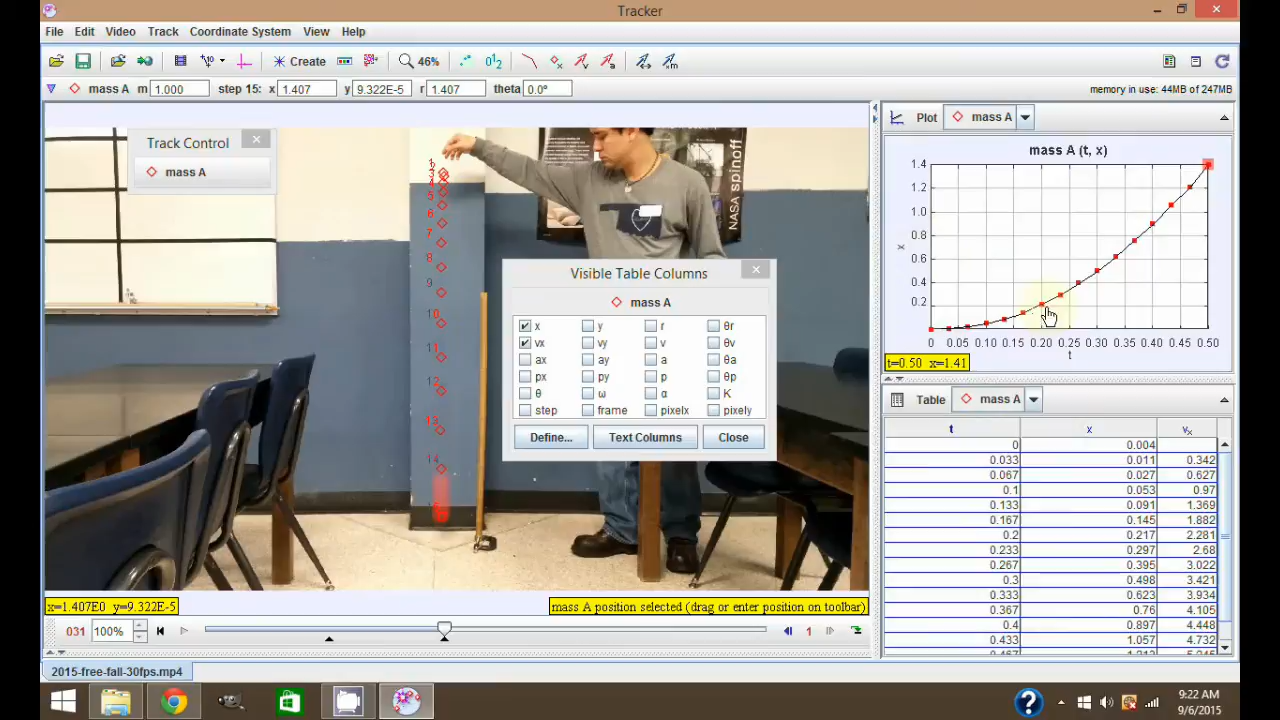 Tracker
File Edit Video Track Coordinate System View Help
Create 46%
mass A m 1.000 step 15: x 1.407 y 9.322E-5 r 1.407 theta 0.0° memory in use: 44MB of 247MB
Track Control
mass A
NASA spinoff
5
6
7
8
9
10
11
12
13
14
Visible Table Columns
mass A
x y r θr
vx vy v θv
ax ay a θa
px py p θp
θ ω α K
step frame pixelx pixely
Define... Text Columns Close
Plot mass A
mass A (t, x)
1.4
1.2
1.0
0.8
0.6
0.4
0.2
x
0 0.05 0.10 0.15 0.20 0.25 0.30 0.35 0.40 0.45 0.50
t
t=0.50 x=1.41
Table mass A
t x vx
0 0.004
0.033 0.011 0.342
0.067 0.027 0.627
0.1 0.053 0.97
0.133 0.091 1.369
0.167 0.145 1.882
0.2 0.217 2.281
0.233 0.297 2.68
0.267 0.395 3.022
0.3 0.498 3.421
0.333 0.623 3.934
0.367 0.76 4.105
0.4 0.897 4.448
0.433 1.057 4.732
x=1.407E0 y=9.322E-5
mass A position selected (drag or enter position on toolbar)
031 100% 1
2015-free-fall-30fps.mp4
9:22 AM
9/6/2015